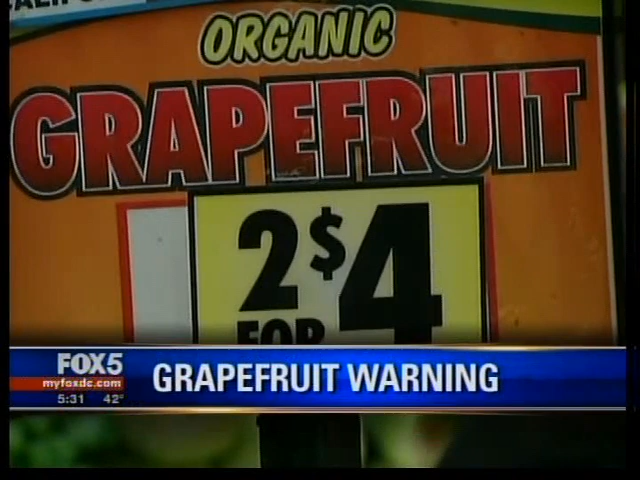 ORGANIC
GRAPEFRUIT
2 $4
FOR
FOX5
myfoxdc.com
5:31 42°
GRAPEFRUIT WARNING